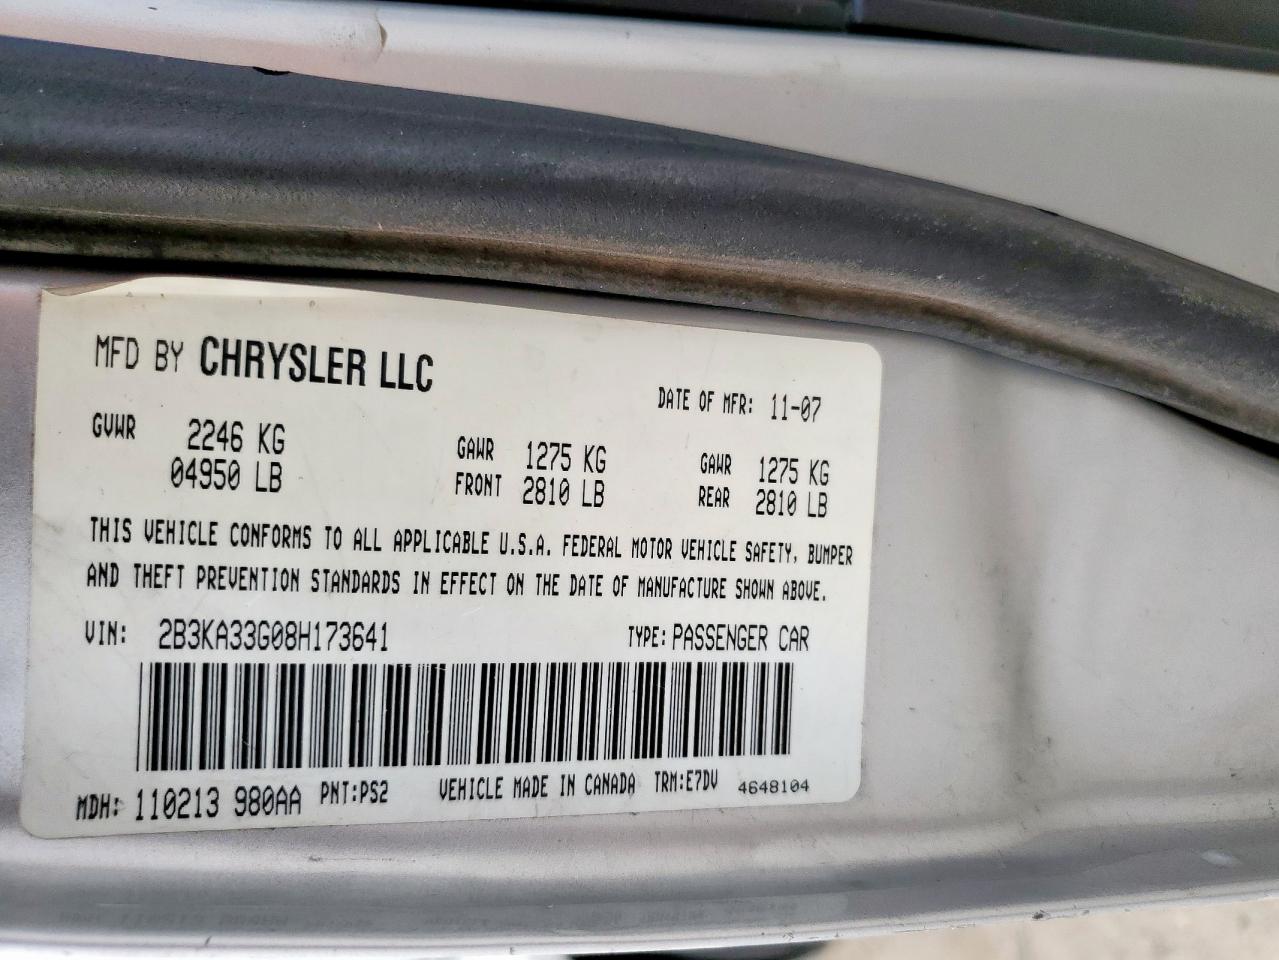 MFD BY CHRYSLER LLC
DATE OF MFR: 11-07
GVWR 2246 KG
04950 LB
GAWR 1275 KG
FRONT 2810 LB
GAWR 1275 KG
REAR 2810 LB
THIS VEHICLE CONFORMS TO ALL APPLICABLE U.S.A. FEDERAL MOTOR VEHICLE SAFETY, BUMPER
AND THEFT PREVENTION STANDARDS IN EFFECT ON THE DATE OF MANUFACTURE SHOWN ABOVE.
VIN: 2B3KA33G08H173641 TYPE: PASSENGER CAR
MDH: 110213 980AA PNT:PS2 VEHICLE MADE IN CANADA TRM:E7DV 4648104